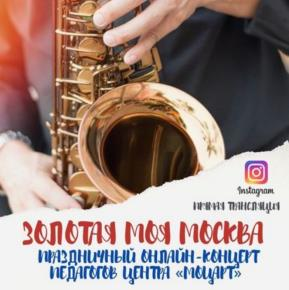 Instagram
ПРЯМАЯ ТРАНСЛЯЦИЯ
ЗОЛОТАЯ МОЯ МОСКВА
ПРАЗДНИЧНЫЙ ОНЛАЙН-КОНЦЕРТ
ПЕДАГОГОВ ЦЕНТРА «МОЦАРТ»